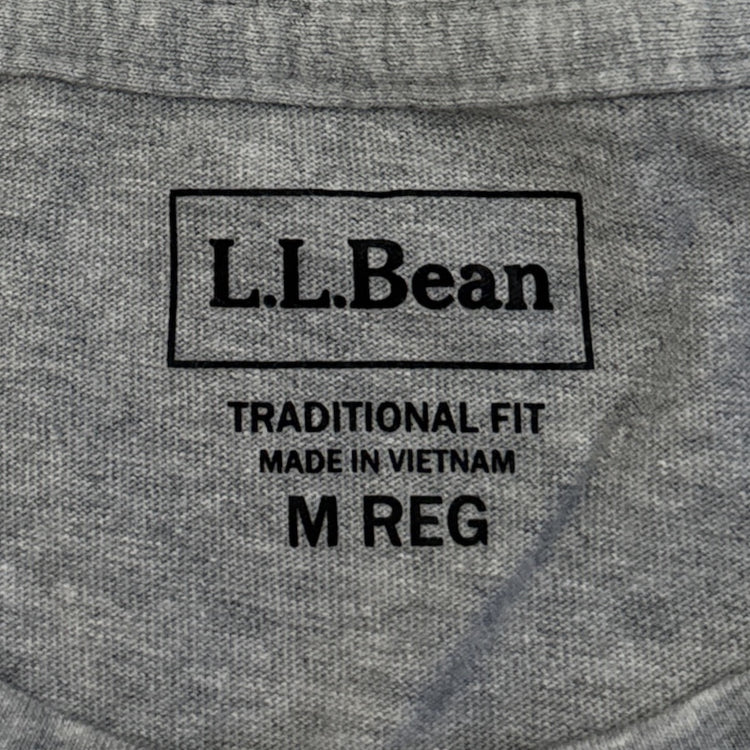 L.L.Bean
TRADITIONAL FIT
MADE IN VIETNAM
M REG